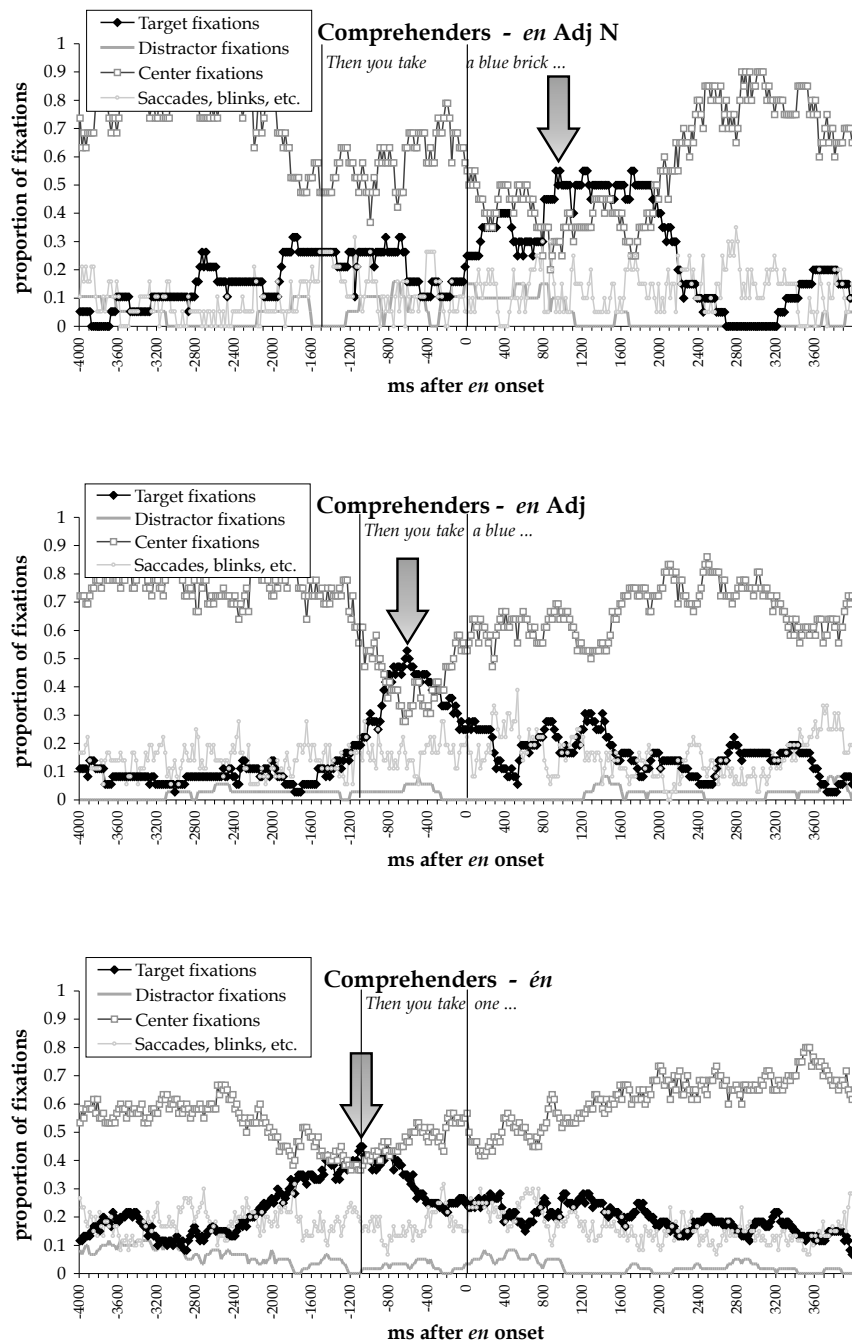 Comprehenders - en Adj N
Target fixations
Distractor fixations
Center fixations
Saccades, blinks, etc.
Then you take a blue brick ...
proportion of fixations
1
0.9
0.8
0.7
0.6
0.5
0.4
0.3
0.2
0.1
0
-4000 -3600 -3200 -2800 -2400 -2000 -1600 -1200 -800 -400 0 400 800 1200 1600 2000 2400 2800 3200 3600
ms after en onset
Comprehenders - en Adj
Target fixations
Distractor fixations
Center fixations
Saccades, blinks, etc.
Then you take a blue ...
proportion of fixations
1
0.9
0.8
0.7
0.6
0.5
0.4
0.3
0.2
0.1
0
-4000 -3600 -3200 -2800 -2400 -2000 -1600 -1200 -800 -400 0 400 800 1200 1600 2000 2400 2800 3200 3600
ms after en onset
Comprehenders - én
Target fixations
Distractor fixations
Center fixations
Saccades, blinks, etc.
Then you take one ...
proportion of fixations
1
0.9
0.8
0.7
0.6
0.5
0.4
0.3
0.2
0.1
0
-4000 -3600 -3200 -2800 -2400 -2000 -1600 -1200 -800 -400 0 400 800 1200 1600 2000 2400 2800 3200 3600
ms after en onset